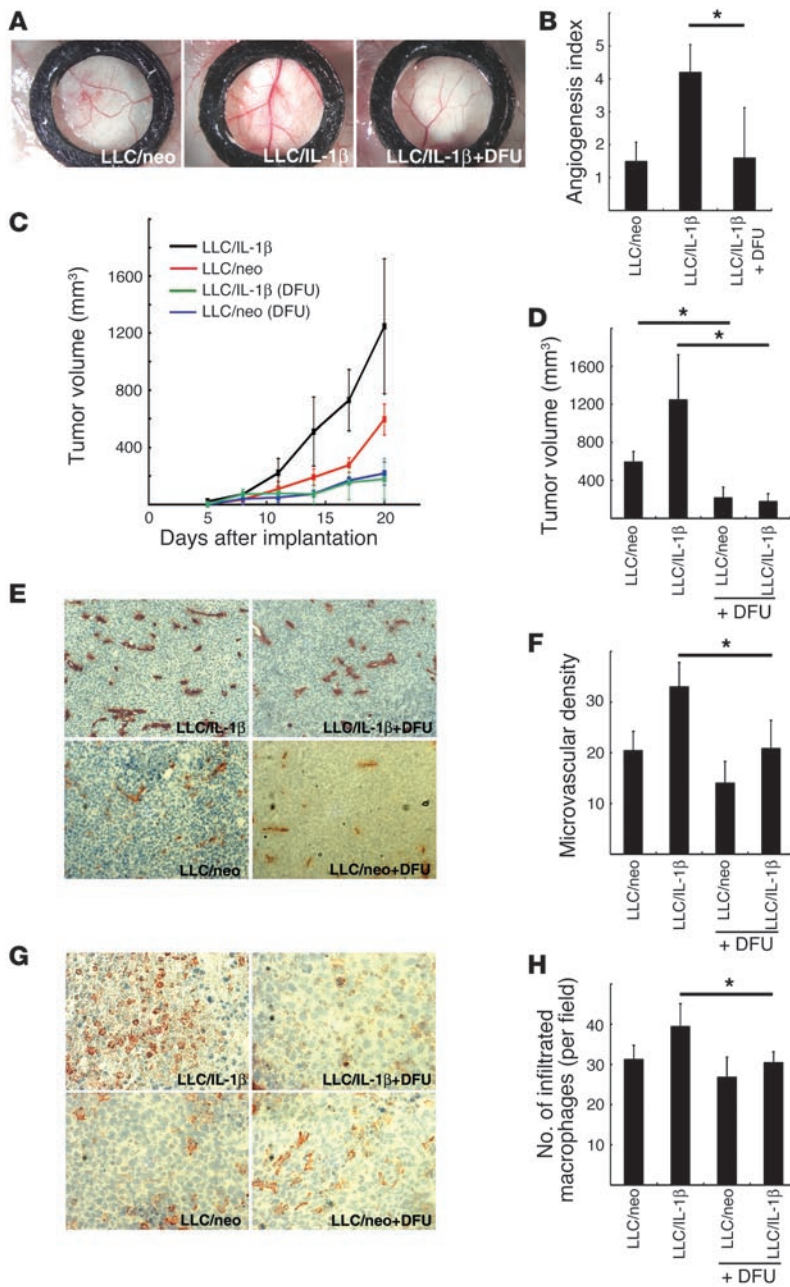 A
LLC/neo
LLC/IL-1β
LLC/IL-1β+DFU
B
*
Angiogenesis index
5
4
3
2
1
LLC/neo
LLC/IL-1β
LLC/IL-1β
+ DFU
C
Tumor volume (mm³)
1600
1200
800
400
LLC/IL-1β
LLC/neo
LLC/IL-1β (DFU)
LLC/neo (DFU)
0
5
10
15
20
Days after implantation
D
*
*
Tumor volume (mm³)
1600
1200
800
400
LLC/neo
LLC/IL-1β
LLC/neo
LLC/IL-1β
+ DFU
E
LLC/IL-1β
LLC/IL-1β+DFU
LLC/neo
LLC/neo+DFU
F
*
Microvascular density
30
20
10
LLC/neo
LLC/IL-1β
LLC/neo
LLC/IL-1β
+ DFU
G
LLC/IL-1β
LLC/IL-1β+DFU
LLC/neo
LLC/neo+DFU
H
*
No. of infiltrated
macrophages (per field)
40
30
20
10
LLC/neo
LLC/IL-1β
LLC/neo
LLC/IL-1β
+ DFU